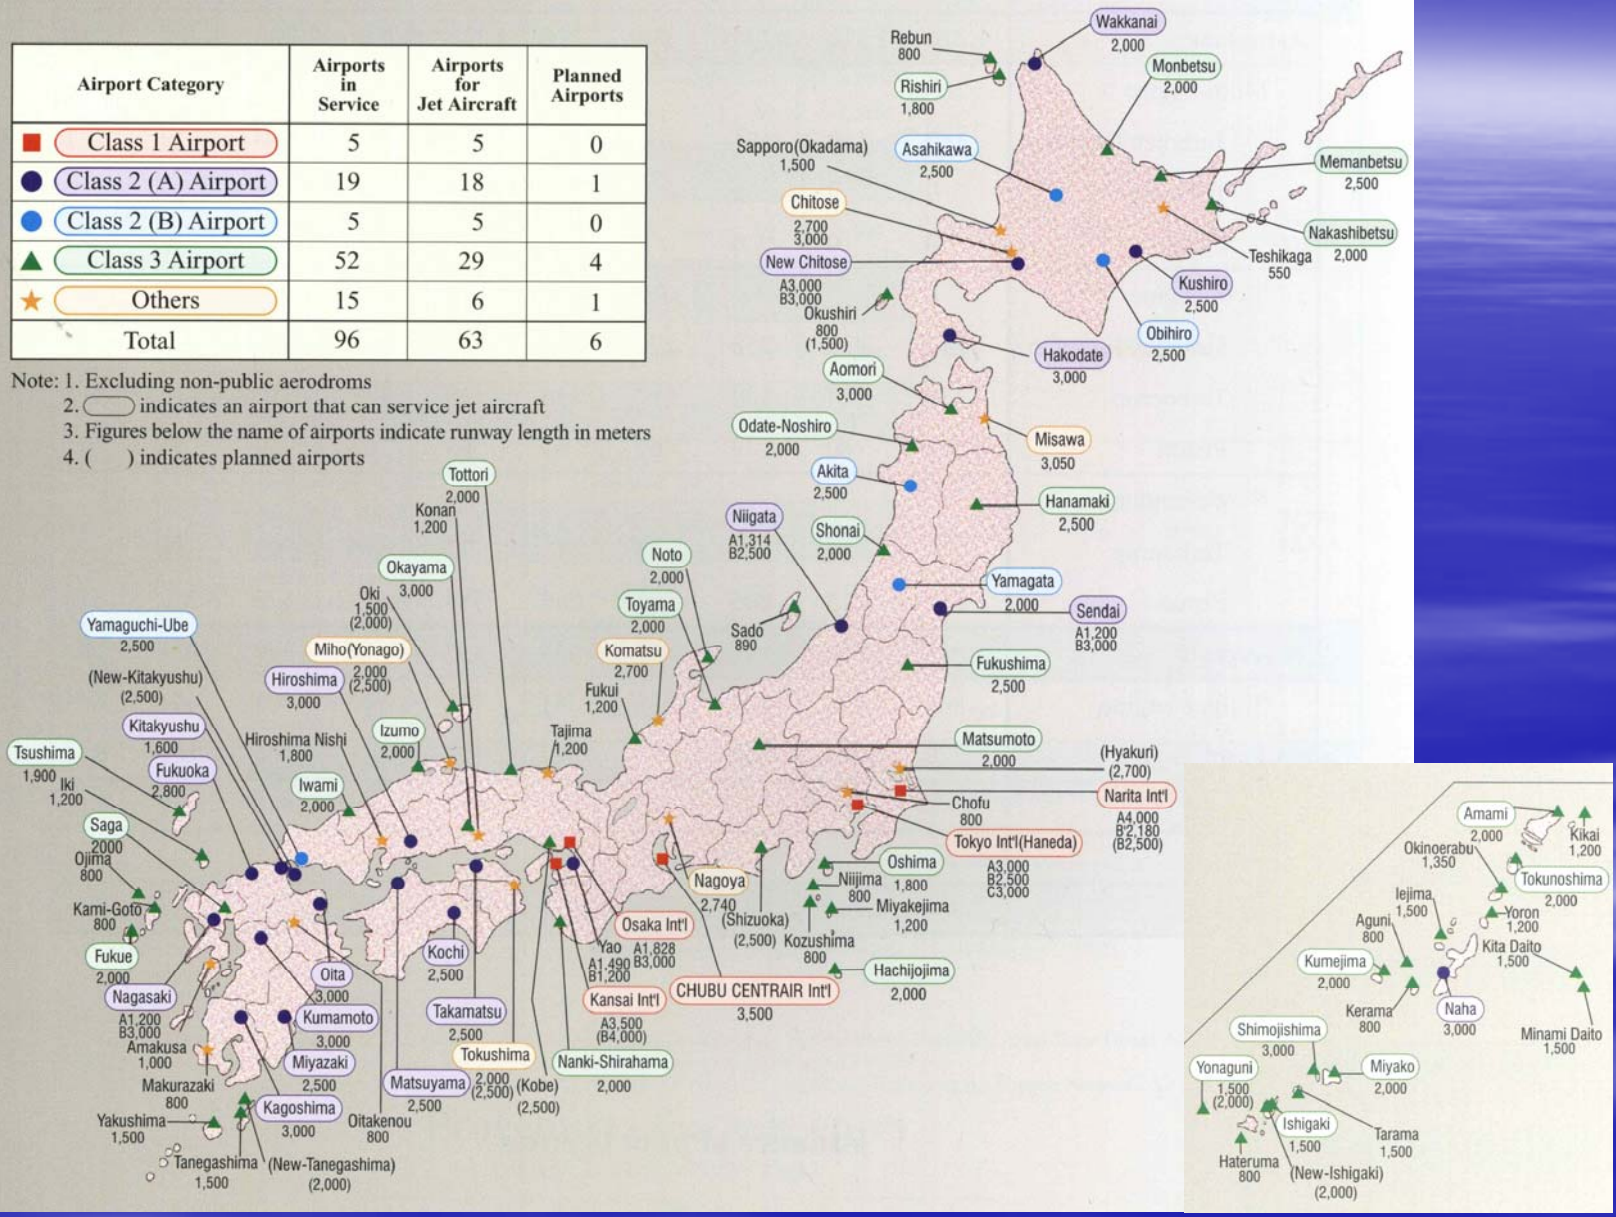 Airport Category
Airports in Service
Airports for Jet Aircraft
Planned Airports
Class 1 Airport 5 5 0
Class 2 (A) Airport 19 18 1
Class 2 (B) Airport 5 5 0
Class 3 Airport 52 29 4
Others 15 6 1
Total 96 63 6
Note: 1. Excluding non-public aerodroms
2. indicates an airport that can service jet aircraft
3. Figures below the name of airports indicate runway length in meters
4. ( ) indicates planned airports
Wakkanai
2,000
Rebun
800
Rishiri
1,800
Monbetsu
2,000
Sapporo(Okadama)
1,500
Asahikawa
2,500
Memanbetsu
2,500
Chitose
2.700
3,000
Nakashibetsu
2,000
Teshikaga
550
New Chitose
A3,000
B3,000
Kushiro
2,500
Okushiri
800
(1,500)
Obihiro
2,500
Hakodate
3,000
Aomori
3,000
Odate-Noshiro
2,000
Misawa
3,050
Akita
2,500
Hanamaki
2,500
Niigata
A1,314
B2,500
Shonai
2,000
Yamagata
2,000
Sendai
A1,200
B3,000
Tottori
2,000
Konan
1,200
Okayama
3,000
Oki
1,500
(2,000)
Noto
2,000
Toyama
2,000
Sado
890
Komatsu
2,700
Fukui
1,200
Fukushima
2,500
Yamaguchi-Ube
2,500
Miho(Yonago)
2,000
(2,500)
(New-Kitakyushu)
(2,500)
Hiroshima
3,000
Kitakyushu
1,600
Hiroshima Nishi
1,800
Izumo
2,000
Tajima
1,200
Matsumoto
2,000
(Hyakuri)
(2,700)
Tsushima
1,900
Fukuoka
2,800
Iki
1,200
Iwami
2,000
Narita Int'l
A4,000
B'2,180
(B2,500)
Chofu
800
Saga
2000
Tokyo Int'l(Haneda)
A3,000
B2,500
C3,000
Ojima
800
Oshima
1,800
Niijima
800
Nagoya
2,740
(Shizuoka)
(2,500)
Miyakejima
1,200
Kozushima
800
Kami-Goto
800
Fukue
2,000
Osaka Int'l
A1,828
B3,000
Yao
A1.490
B1,200
Kochi
2,500
Oita
3,000
Hachijojima
2,000
Nagasaki
A1,200
B3,000
Kansai Int'l
A3,500
(B4,000)
CHUBU CENTRAIR Int'l
3,500
Kumamoto
3,000
Takamatsu
2,500
Amakusa
1,000
Miyazaki
2,500
Tokushima
2,000
(2,500)
(Kobe)
(2,500)
Nanki-Shirahama
2,000
Matsuyama
2,500
Makurazaki
800
Kagoshima
3,000
Oitakenou
800
Yakushima
1,500
Tanegashima
1,500
(New-Tanegashima)
(2,000)
Amami
2,000
Kikai
1,200
Okinoerabu
1,350
Tokunoshima
2,000
Iejima
1,500
Yoron
1,200
Aguni
800
Kita Daito
1,500
Kumejima
2,000
Kerama
800
Naha
3,000
Minami Daito
1,500
Shimojishima
3,000
Miyako
2,000
Yonaguni
1,500
(2,000)
Ishigaki
1,500
Tarama
1,500
Hateruma
800
(New-Ishigaki)
(2,000)